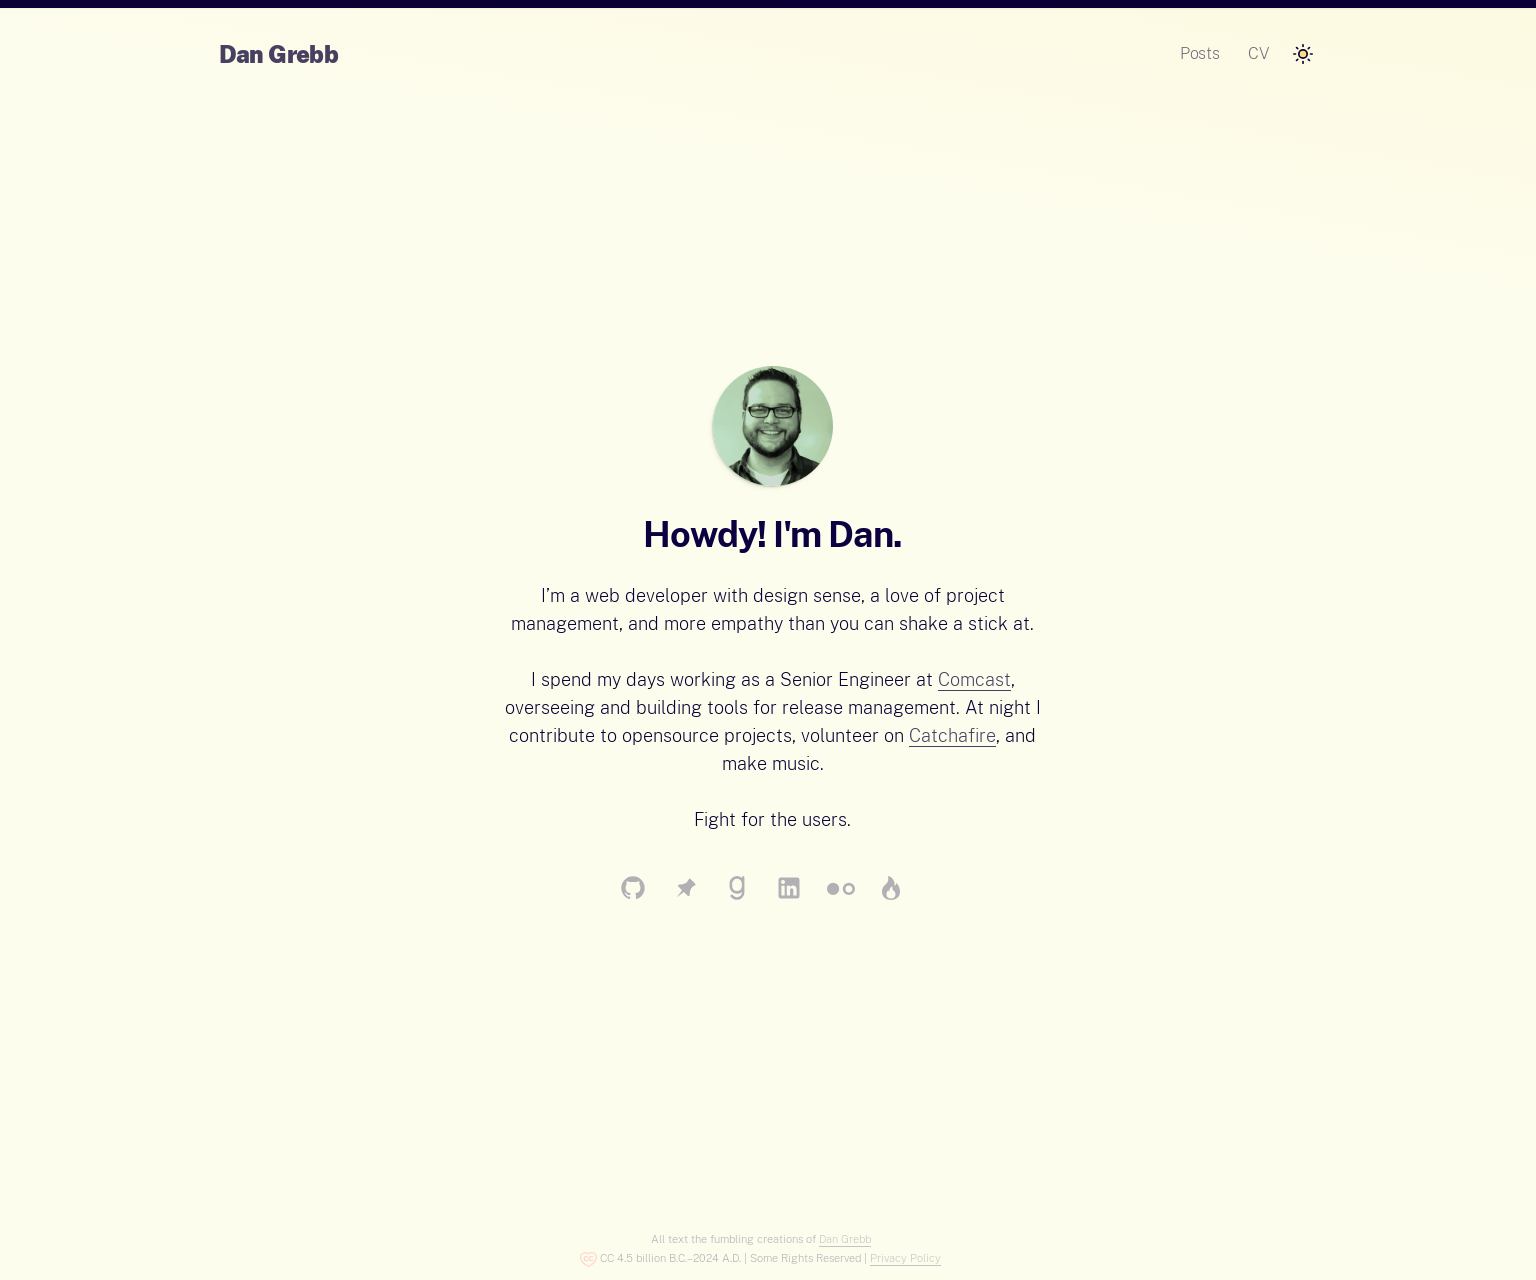 Dan Grebb
Posts
CV
Howdy! I'm Dan.
I’m a web developer with design sense, a love of project
management, and more empathy than you can shake a stick at.
I spend my days working as a Senior Engineer at Comcast,
overseeing and building tools for release management. At night I
contribute to opensource projects, volunteer on Catchafire, and
make music.
Fight for the users.
All text the fumbling creations of Dan Grebb
CC 4.5 billion B.C.–2024 A.D. | Some Rights Reserved | Privacy Policy